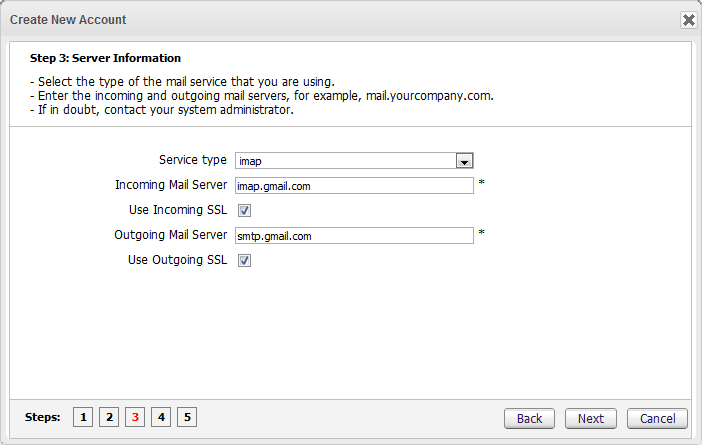 Create New Account
Step 3: Server Information
- Select the type of the mail service that you are using.
- Enter the incoming and outgoing mail servers, for example, mail.yourcompany.com.
- If in doubt, contact your system administrator.
Service type imap
Incoming Mail Server imap.gmail.com *
Use Incoming SSL
Outgoing Mail Server smtp.gmail.com *
Use Outgoing SSL
Steps: 1 2 3 4 5 Back Next Cancel